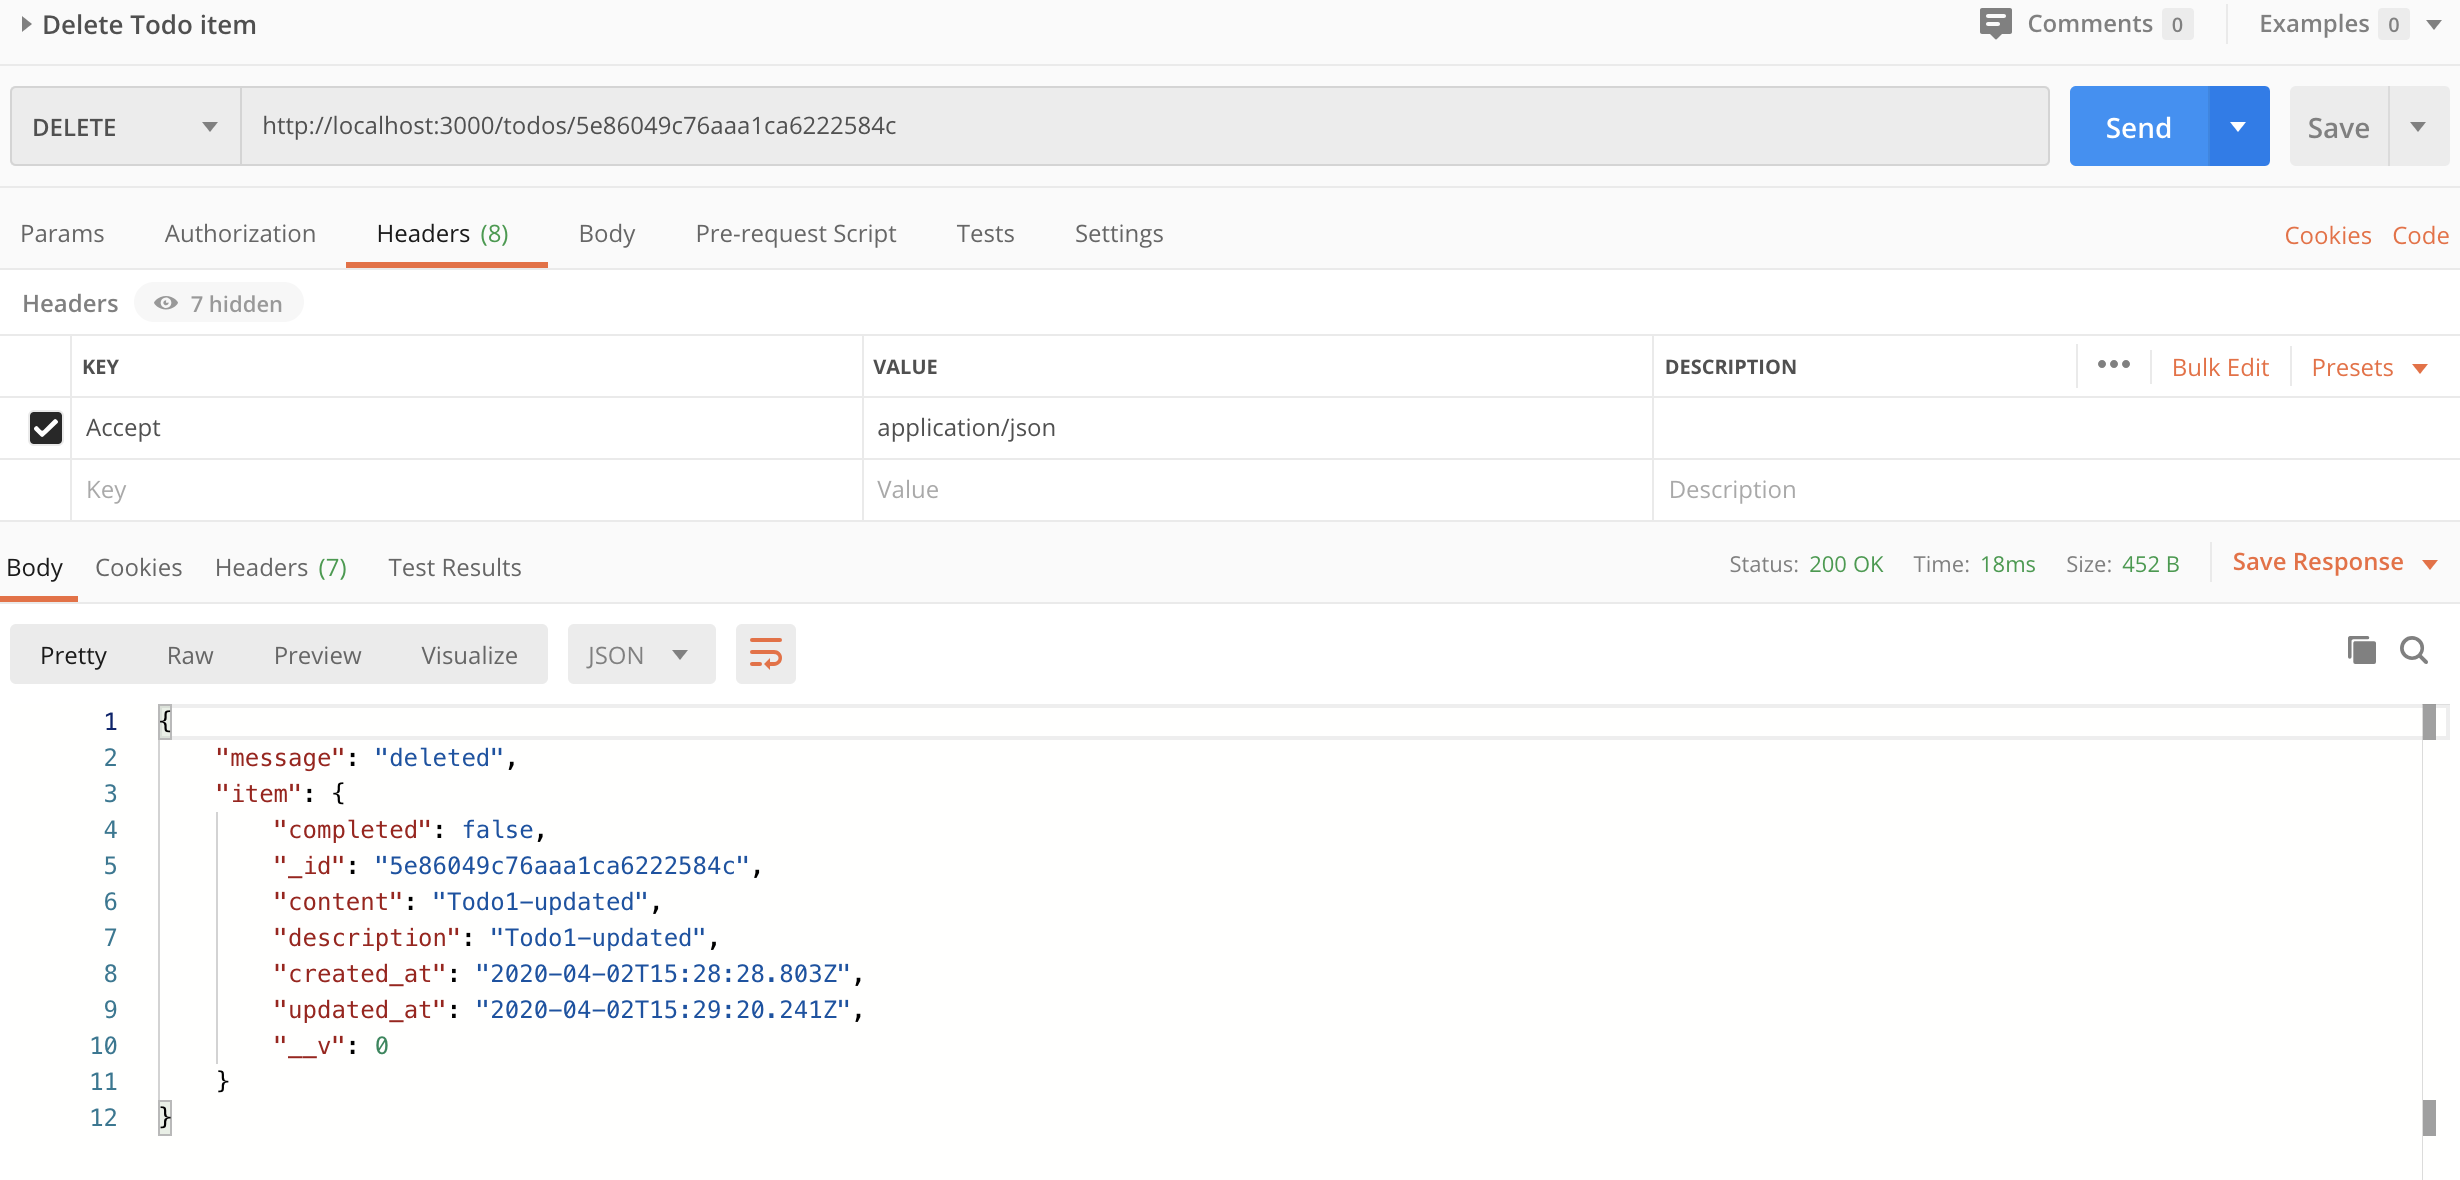 Delete Todo item
Comments 0
Examples 0
DELETE
http://localhost:3000/todos/5e86049c76aaa1ca6222584c
Send
Save
Params Authorization Headers (8) Body Pre-request Script Tests Settings
Cookies Code
Headers 7 hidden
KEY VALUE DESCRIPTION
Bulk Edit Presets
Accept application/json
Key Value Description
Body Cookies Headers (7) Test Results
Status: 200 OK Time: 18ms Size: 452 B Save Response
Pretty Raw Preview Visualize JSON
1 {
2 "message": "deleted",
3 "item": {
4 "completed": false,
5 "_id": "5e86049c76aaa1ca6222584c",
6 "content": "Todo1-updated",
7 "description": "Todo1-updated",
8 "created_at": "2020-04-02T15:28:28.803Z",
9 "updated_at": "2020-04-02T15:29:20.241Z",
10 "__v": 0
11 }
12 }